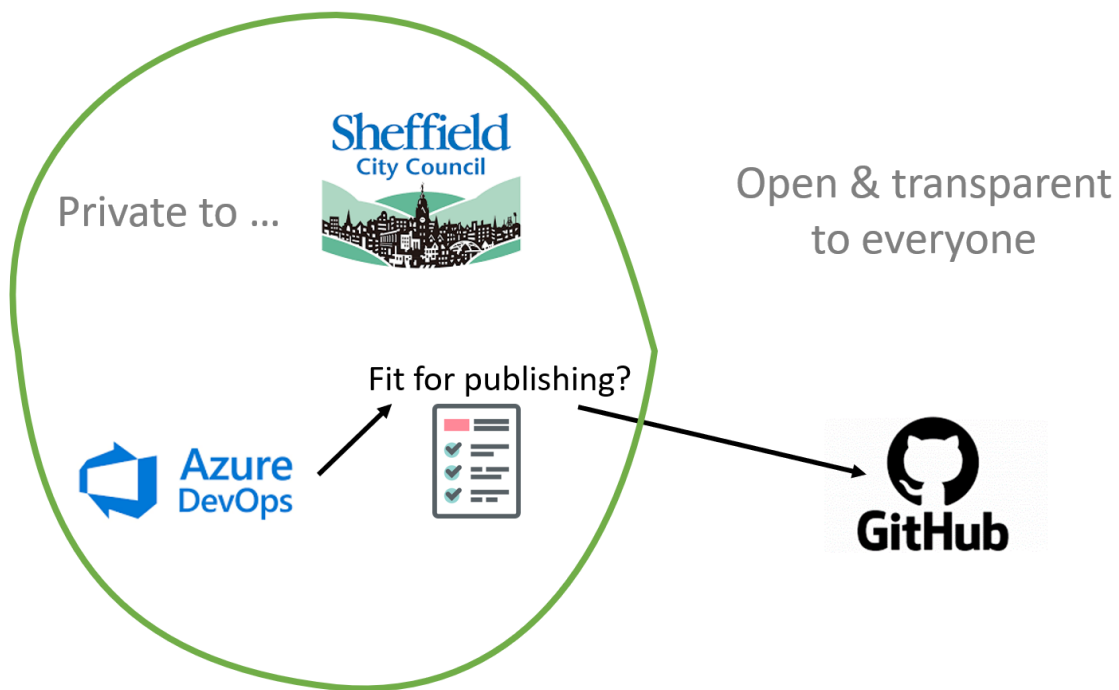 Sheffield
City Council
Private to ...
Open & transparent
to everyone
Fit for publishing?
Azure
DevOps
GitHub